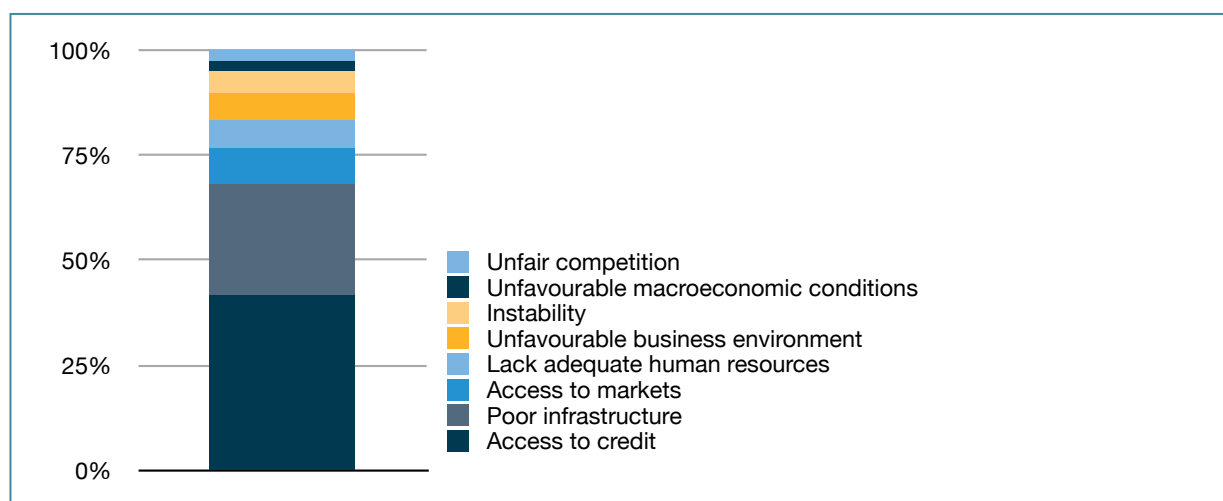 100%
75%
50%
25%
0%
Unfair competition
Unfavourable macroeconomic conditions
Instability
Unfavourable business environment
Lack adequate human resources
Access to markets
Poor infrastructure
Access to credit